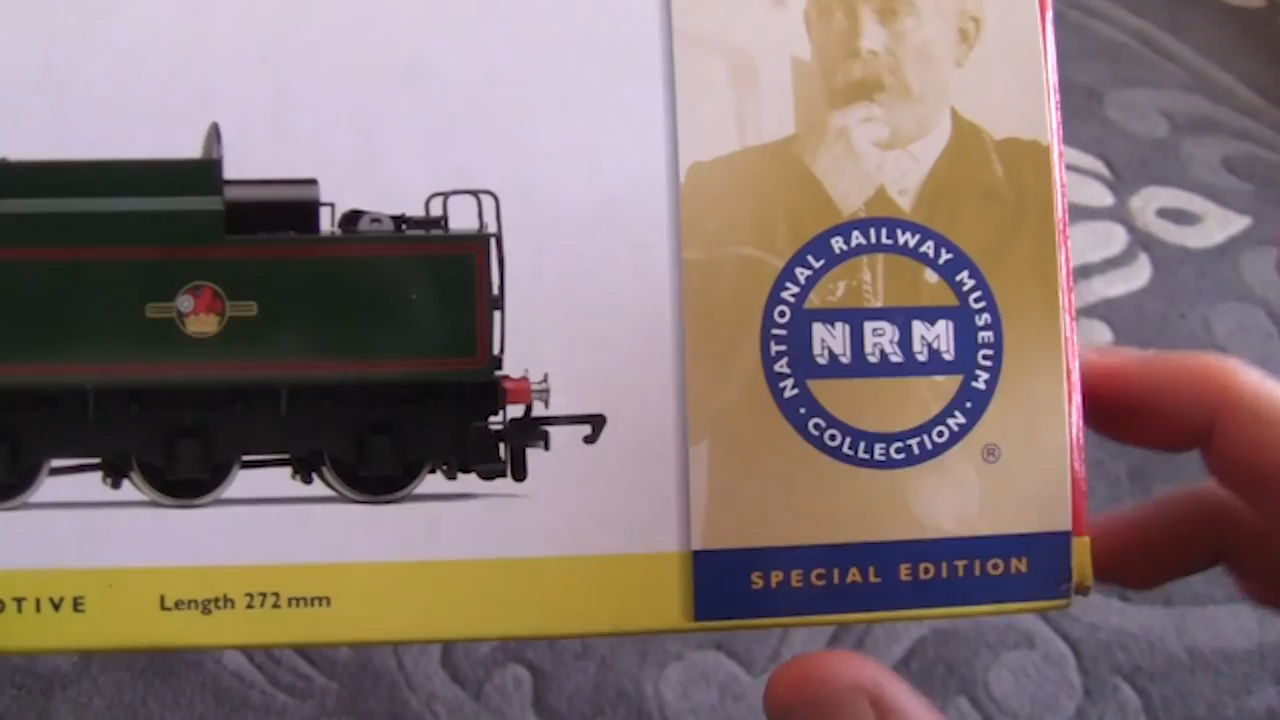 NATIONAL RAILWAY MUSEUM
NRM
· COLLECTION ·
®
SPECIAL EDITION
OTIVE
Length 272 mm